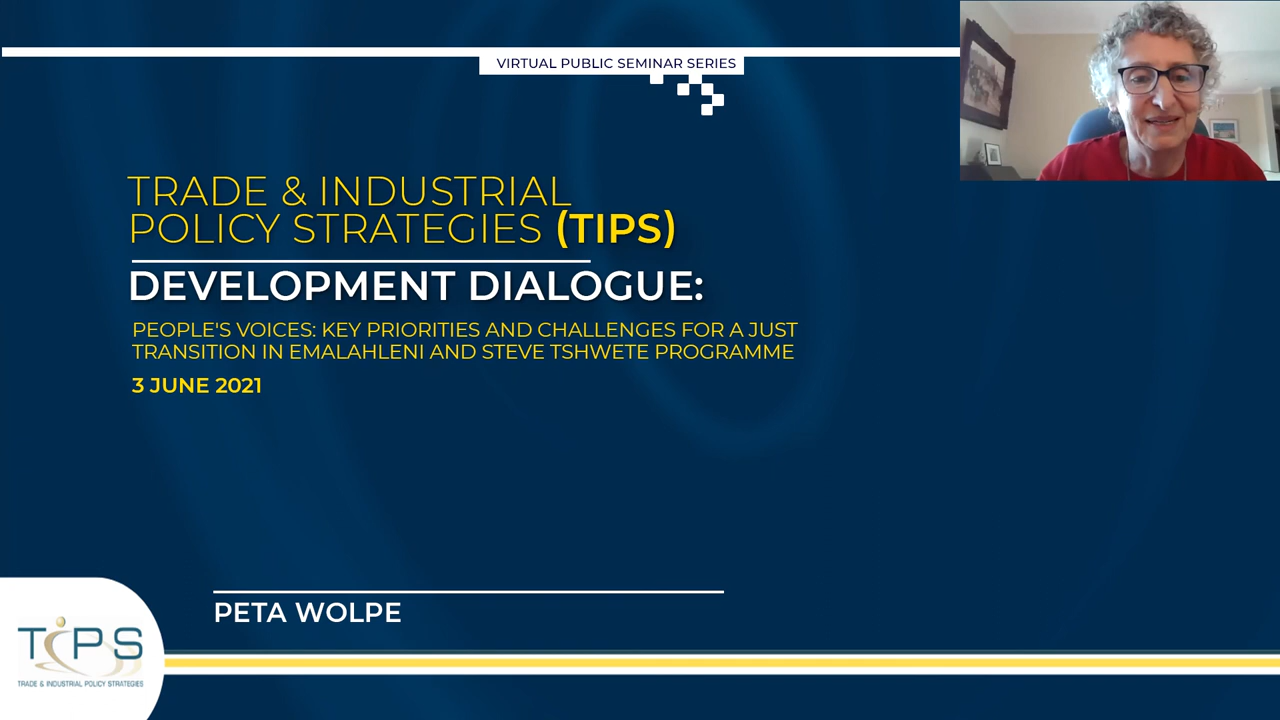 VIRTUAL PUBLIC SEMINAR SERIES
TRADE & INDUSTRIAL
POLICY STRATEGIES (TIPS)
DEVELOPMENT DIALOGUE:
PEOPLE'S VOICES: KEY PRIORITIES AND CHALLENGES FOR A JUST
TRANSITION IN EMALAHLENI AND STEVE TSHWETE PROGRAMME
3 JUNE 2021
PETA WOLPE
TIPS
TRADE & INDUSTRIAL POLICY STRATEGIES